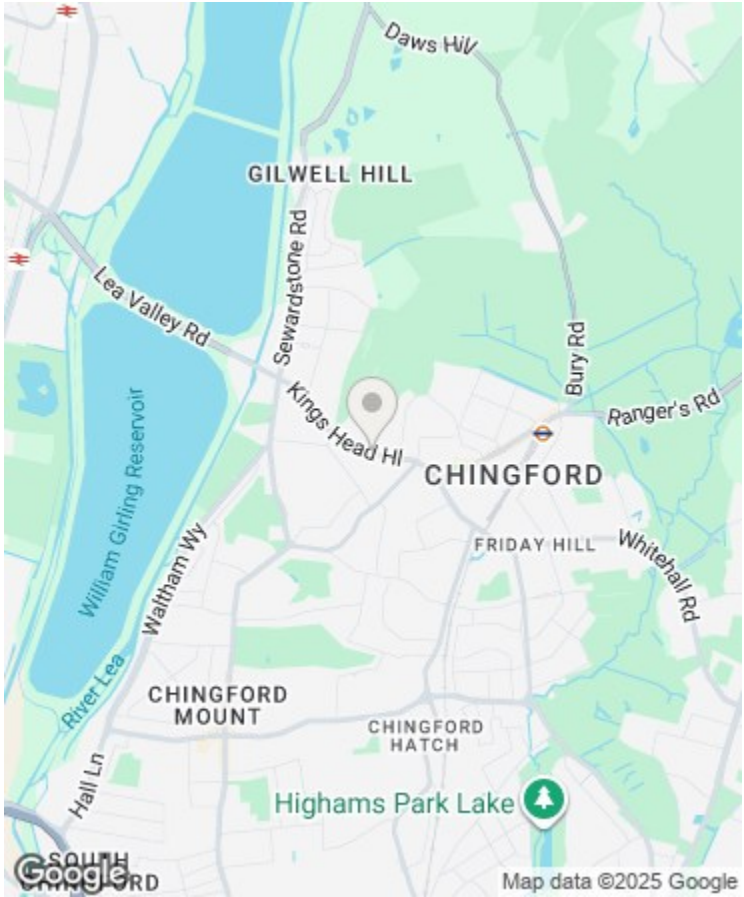 Daws Hill
GILWELL HILL
Sewardstone Rd
Lea Valley Rd
Bury Rd
Ranger's Rd
Kings Head Hl
CHINGFORD
William Girling Reservoir
FRIDAY HILL
Whitehall Rd
Waltham Wy
River Lea
CHINGFORD
MOUNT
CHINGFORD
HATCH
Hall Ln
Highams Park Lake
SOUTH
CHINGFORD
Google
Map data ©2025 Google